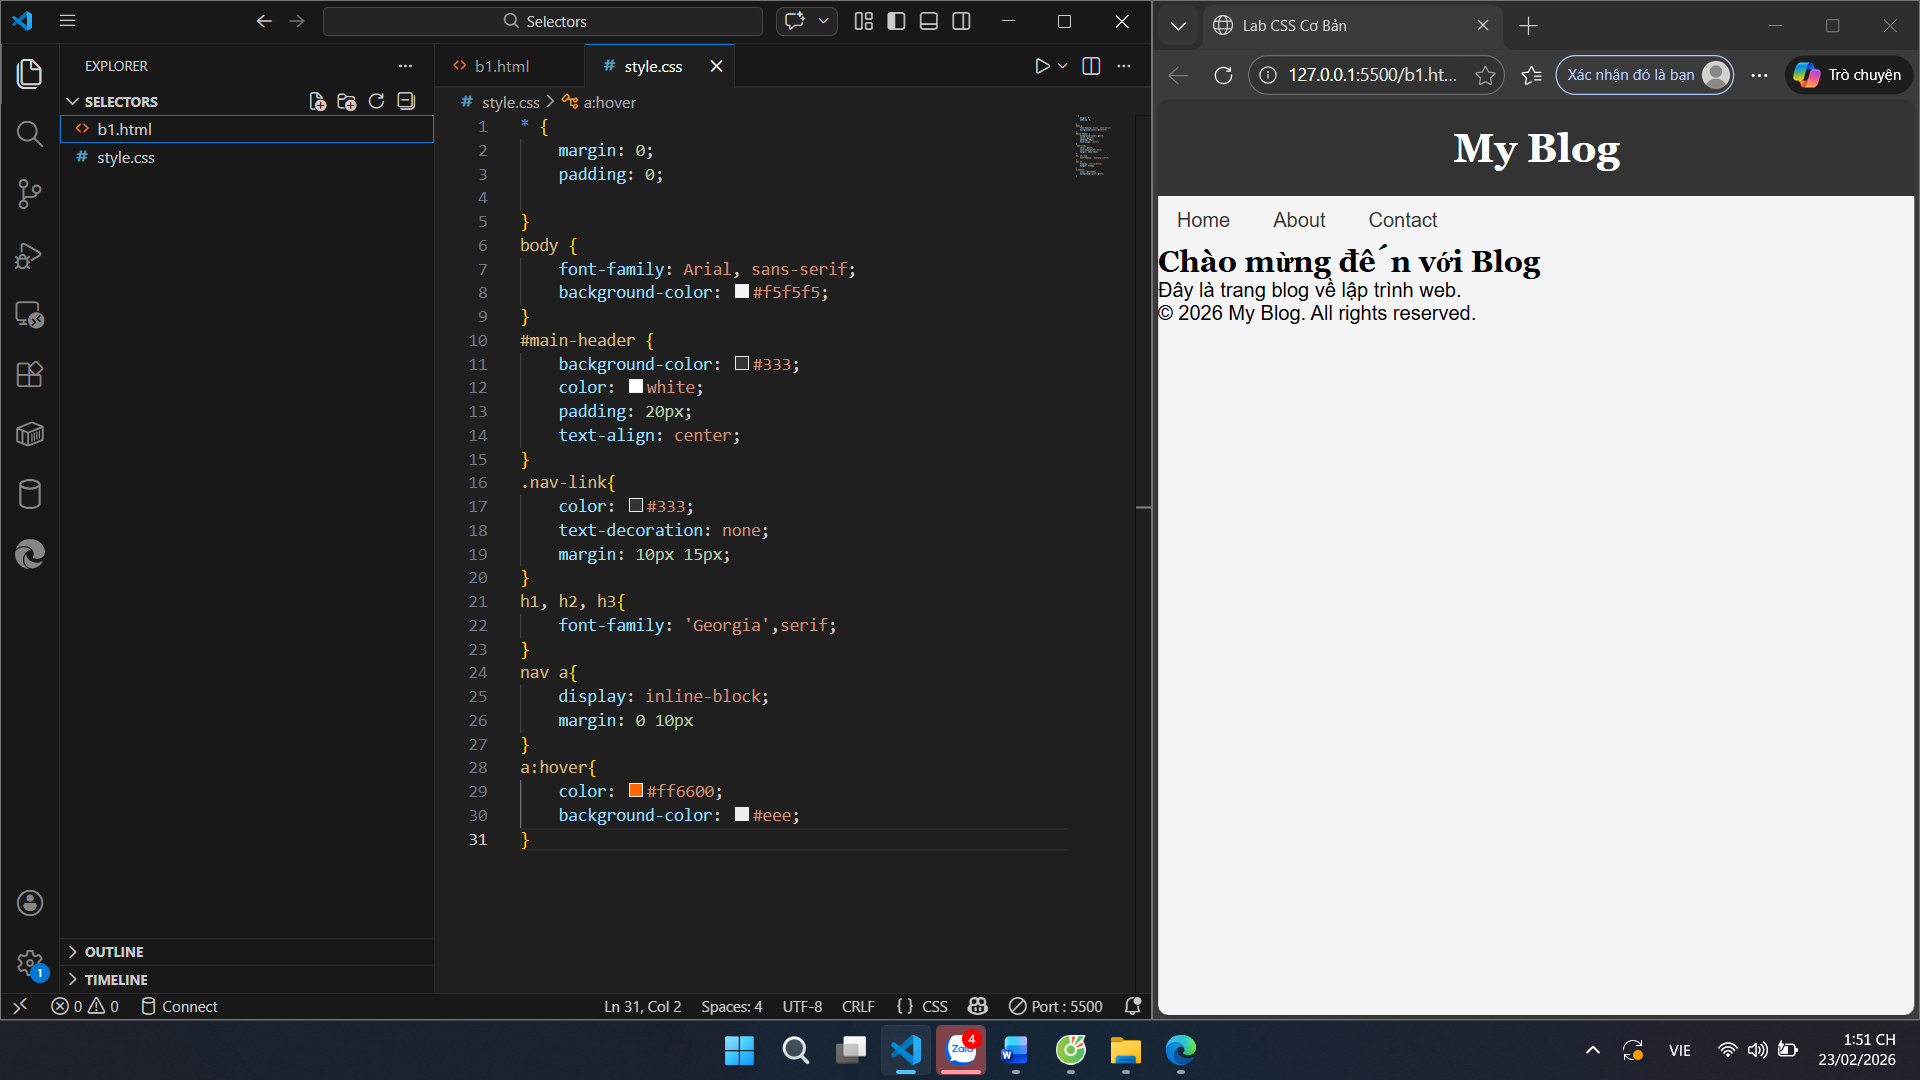 Selectors
EXPLORER
SELECTORS
b1.html
style.css
OUTLINE
TIMELINE
b1.html
style.css
style.css > a:hover
1 * {
2 margin: 0;
3 padding: 0;
4
5 }
6 body {
7 font-family: Arial, sans-serif;
8 background-color: #f5f5f5;
9 }
10 #main-header {
11 background-color: #333;
12 color: white;
13 padding: 20px;
14 text-align: center;
15 }
16 .nav-link{
17 color: #333;
18 text-decoration: none;
19 margin: 10px 15px;
20 }
21 h1, h2, h3{
22 font-family: 'Georgia',serif;
23 }
24 nav a{
25 display: inline-block;
26 margin: 0 10px
27 }
28 a:hover{
29 color: #ff6600;
30 background-color: #eee;
31 }
1
0 0 Connect
Ln 31, Col 2 Spaces: 4 UTF-8 CRLF {} CSS Port : 5500
Lab CSS Cơ Bản
127.0.0.1:5500/b1.ht...
Xác nhận đó là bạn
Trò chuyện
My Blog
Home About Contact
Chào mừng đến với Blog
Đây là trang blog về lập trình web.
© 2026 My Blog. All rights reserved.
Zalo
4
W
VIE
1:51 CH
23/02/2026